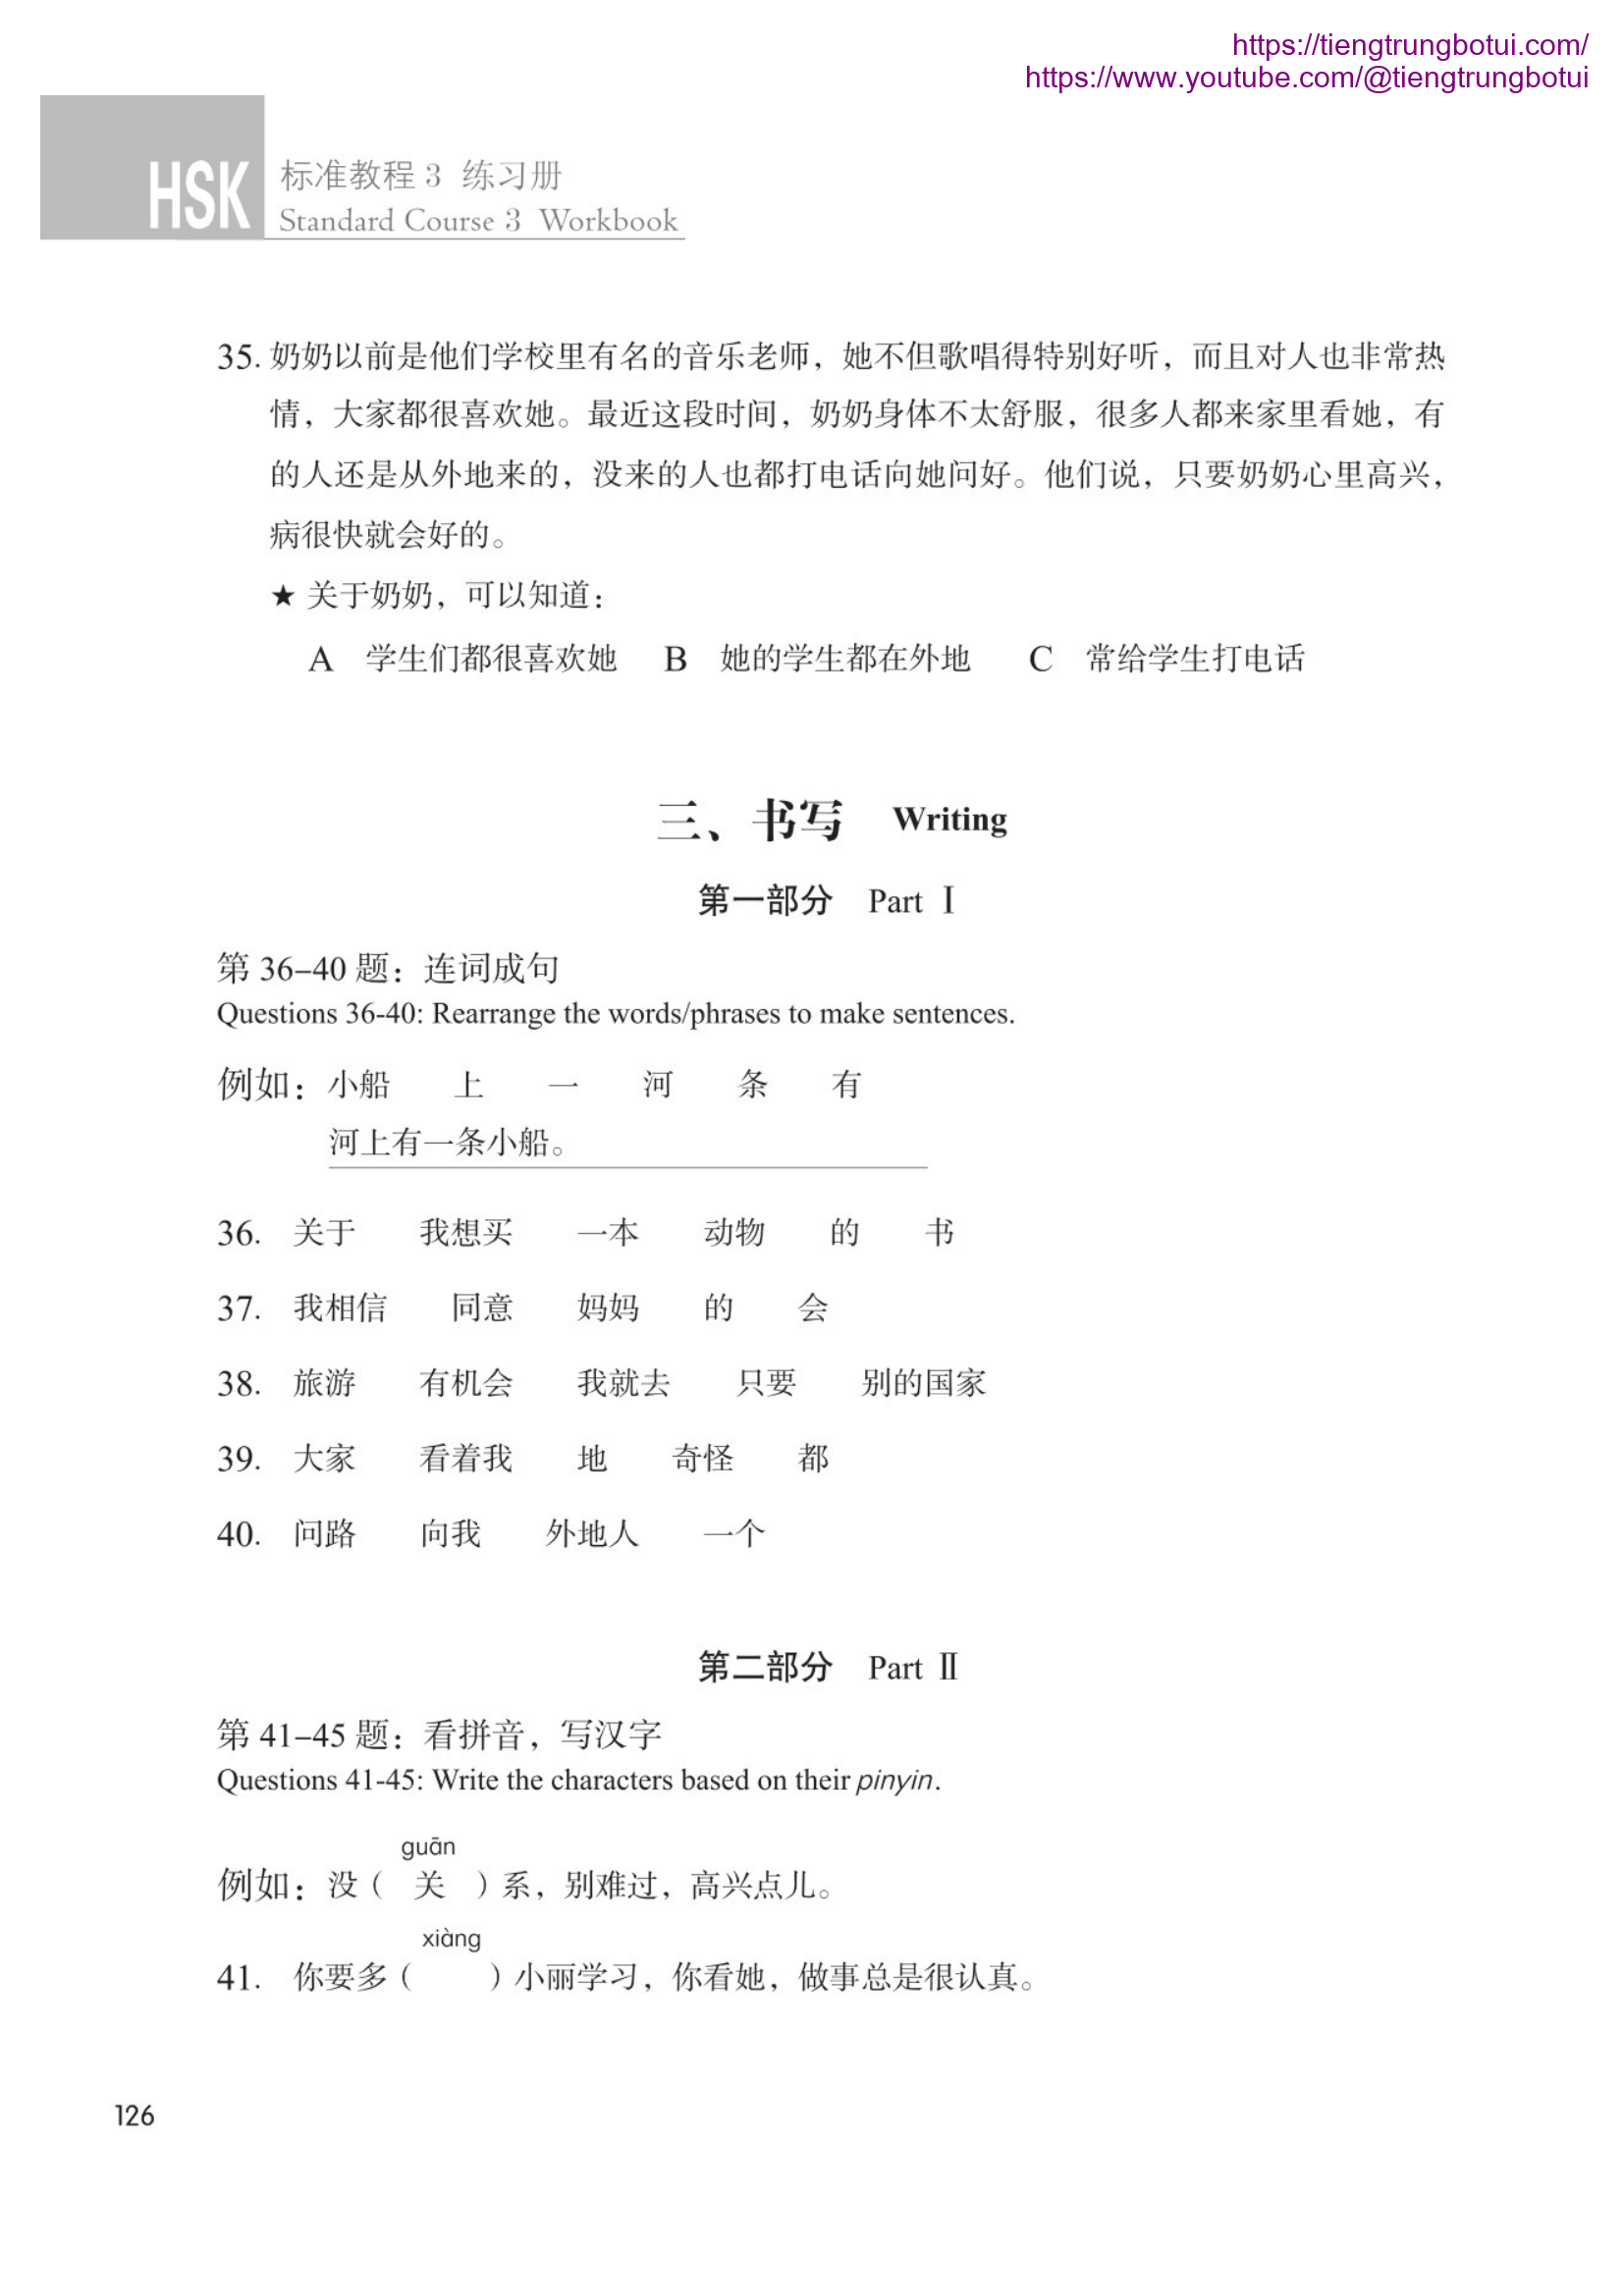 https://tiengtrungbotui.com/
https://www.youtube.com/@tiengtrungbotui
HSK 标准教程 3 练习册
Standard Course 3 Workbook
35. 奶奶以前是他们学校里有名的音乐老师，她不但歌唱得特别好听，而且对人也非常热
情，大家都很喜欢她。最近这段时间，奶奶身体不太舒服，很多人都来家里看她，有
的人还是从外地来的，没来的人也都打电话向她问好。他们说，只要奶奶心里高兴，
病很快就会好的。
★ 关于奶奶，可以知道：
A 学生们都很喜欢她 B 她的学生都在外地 C 常给学生打电话
三、书写 Writing
第一部分 Part Ⅰ
第 36–40 题：连词成句
Questions 36-40: Rearrange the words/phrases to make sentences.
例如：小船 上 一 河 条 有
河上有一条小船。
36. 关于 我想买 一本 动物 的 书
37. 我相信 同意 妈妈 的 会
38. 旅游 有机会 我就去 只要 别的国家
39. 大家 看着我 地 奇怪 都
40. 问路 向我 外地人 一个
第二部分 Part Ⅱ
第 41–45 题：看拼音，写汉字
Questions 41-45: Write the characters based on their pinyin.
guān
例如：没（ 关 ）系，别难过，高兴点儿。
xiàng
41. 你要多（ ）小丽学习，你看她，做事总是很认真。
126